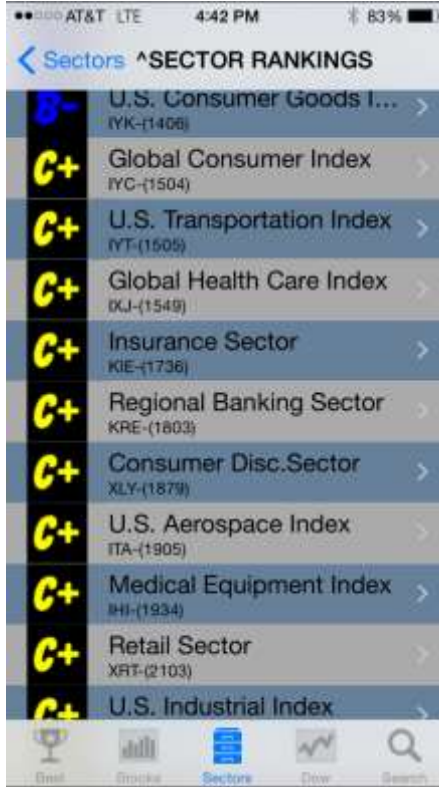 AT&T LTE 4:42 PM 83%
Sectors ^SECTOR RANKINGS
B- U.S. Consumer Goods I...
IYK-(1406)
C+ Global Consumer Index
IYC-(1504)
C+ U.S. Transportation Index
IYT-(1505)
C+ Global Health Care Index
IXJ-(1549)
C+ Insurance Sector
KIE-(1736)
C+ Regional Banking Sector
KRE-(1803)
C+ Consumer Disc.Sector
XLY-(1879)
C+ U.S. Aerospace Index
ITA-(1905)
C+ Medical Equipment Index
IHI-(1934)
C+ Retail Sector
XRT-(2103)
C+ U.S. Industrial Index
Best Stocks Sectors Dow Search